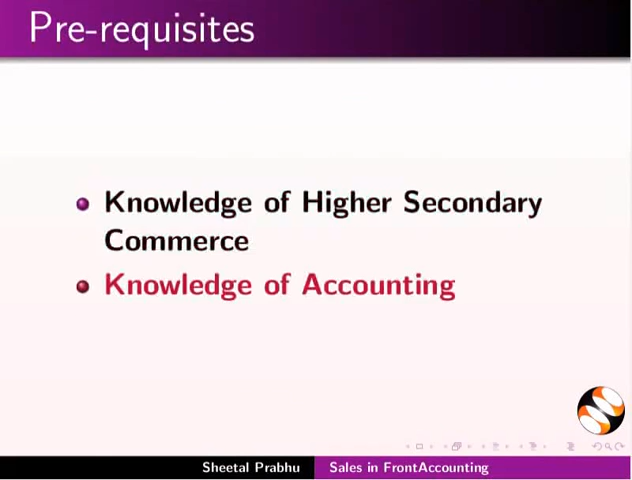 Pre-requisites
Knowledge of Higher Secondary
Commerce
Knowledge of Accounting
Sheetal Prabhu Sales in FrontAccounting